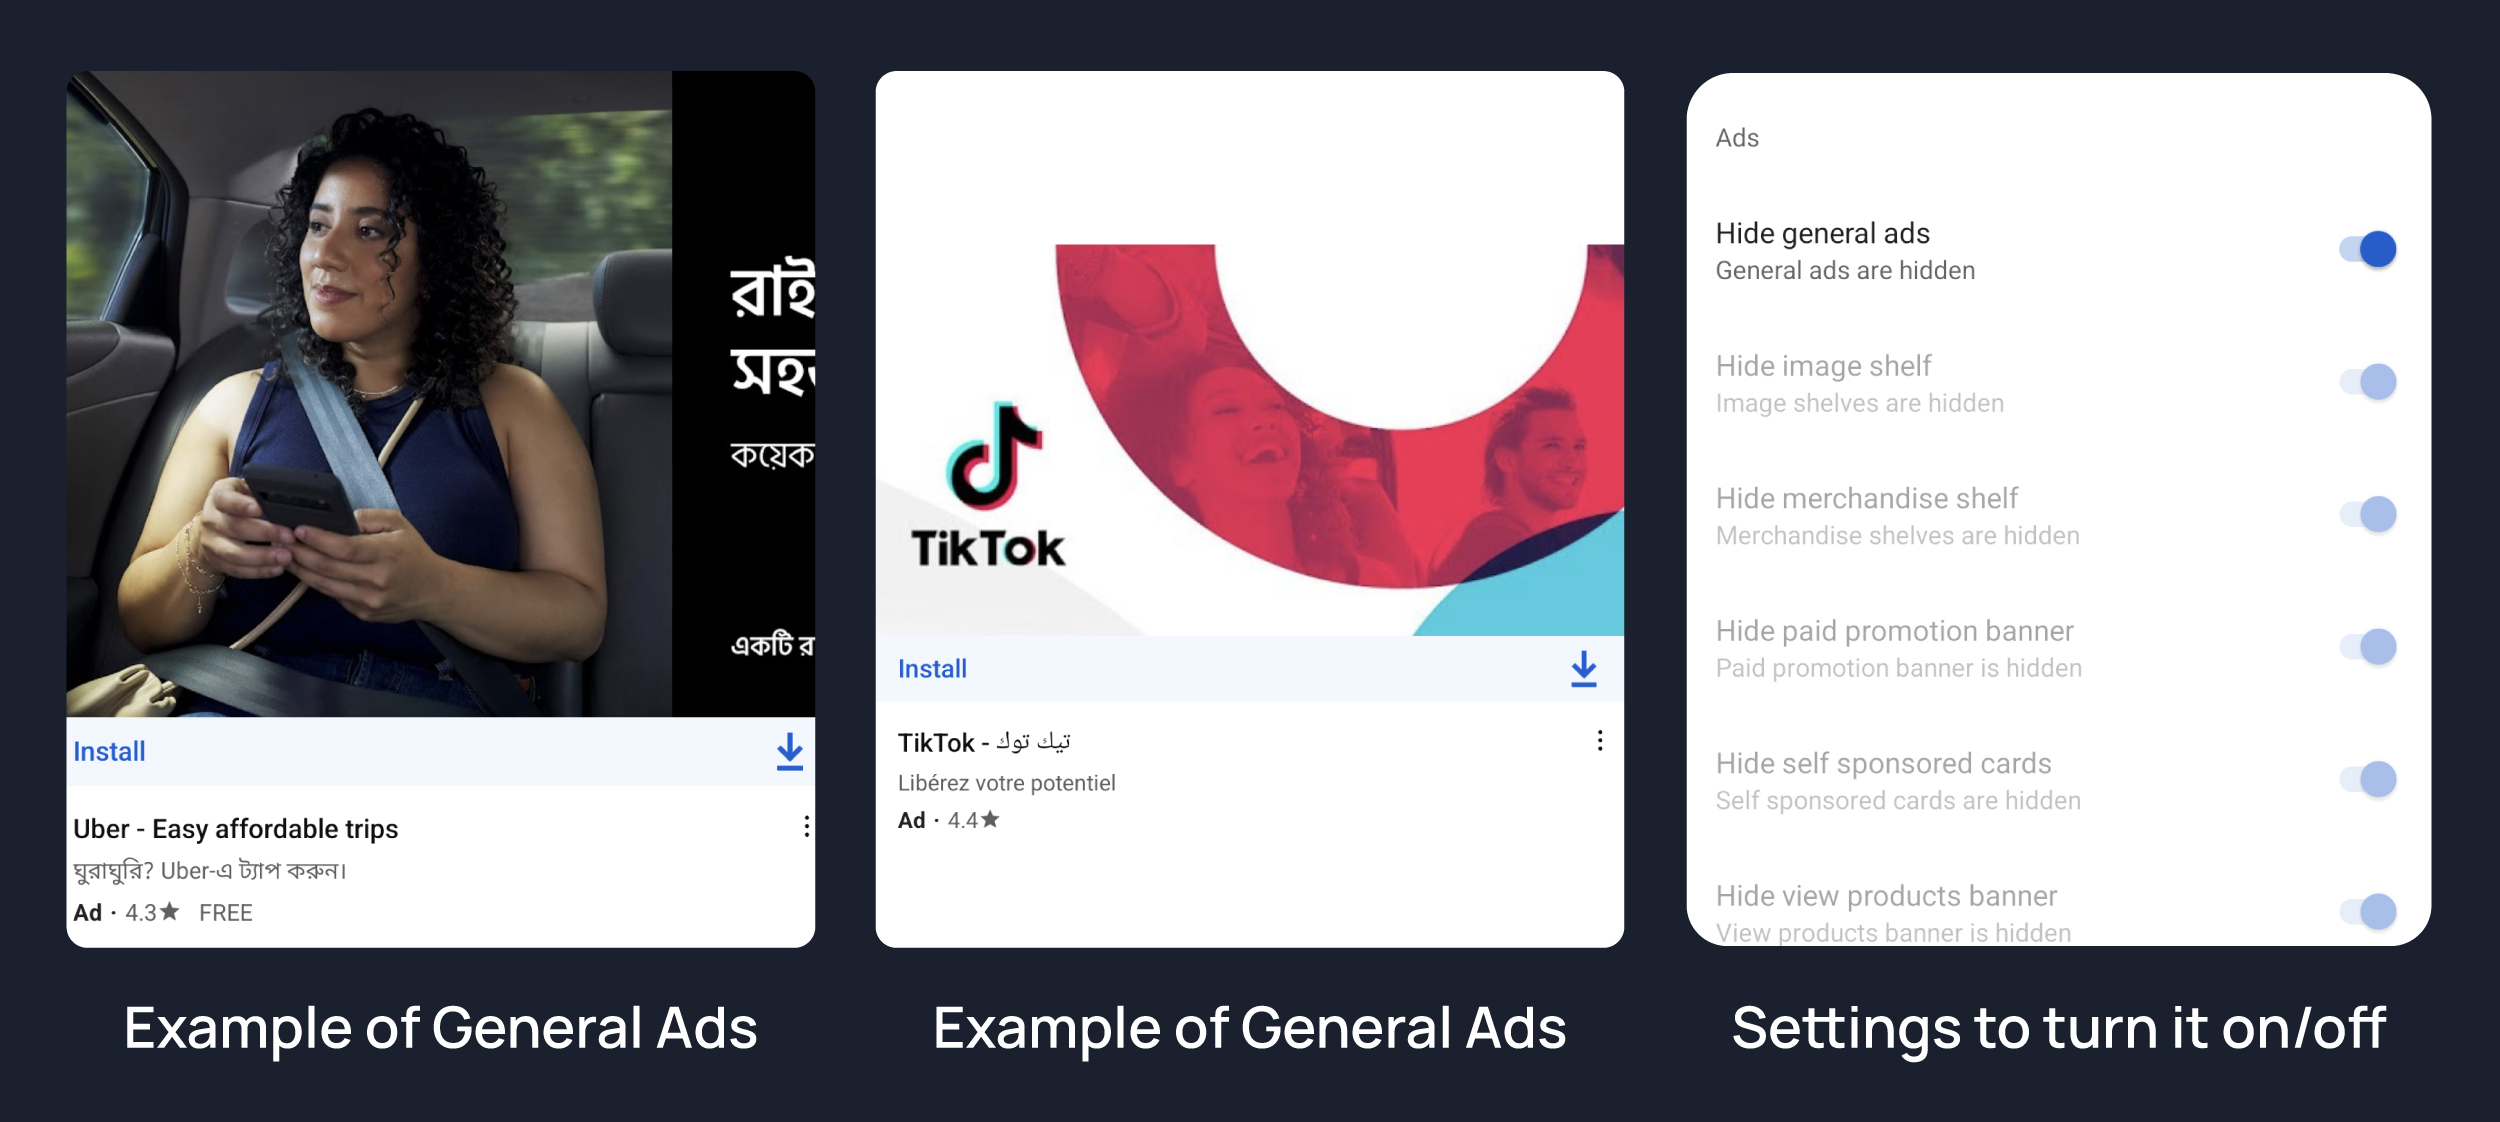 রাই
সহজ
কয়েক
একটি র
Install
Uber - Easy affordable trips
ঘুরাঘুরি? Uber-এ ট্যাপ করুন।
Ad · 4.3★ FREE
Example of General Ads
TikTok
Install
TikTok - تيك توك
Libérez votre potentiel
Ad · 4.4★
Example of General Ads
Ads
Hide general ads
General ads are hidden
Hide image shelf
Image shelves are hidden
Hide merchandise shelf
Merchandise shelves are hidden
Hide paid promotion banner
Paid promotion banner is hidden
Hide self sponsored cards
Self sponsored cards are hidden
Hide view products banner
View products banner is hidden
Settings to turn it on/off